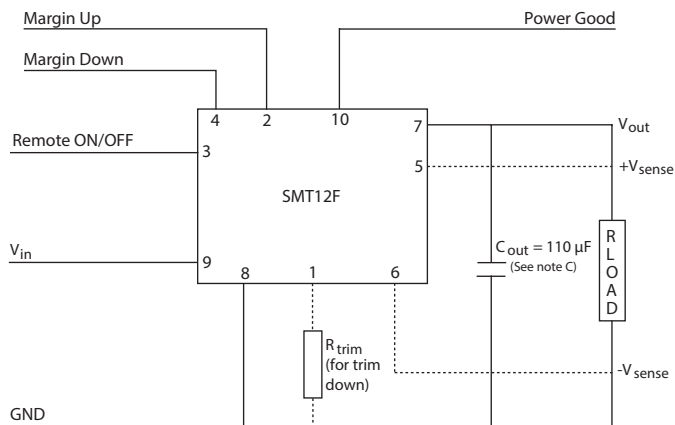 Margin Up
Power Good
Margin Down
4 2 10 7
Vout
Remote ON/OFF
3
5
+Vsense
SMT12F
Cout = 110 µF
(See note C)
R
L
O
A
D
Vin
9
8 1 6
Rtrim
(for trim
down)
-Vsense
GND